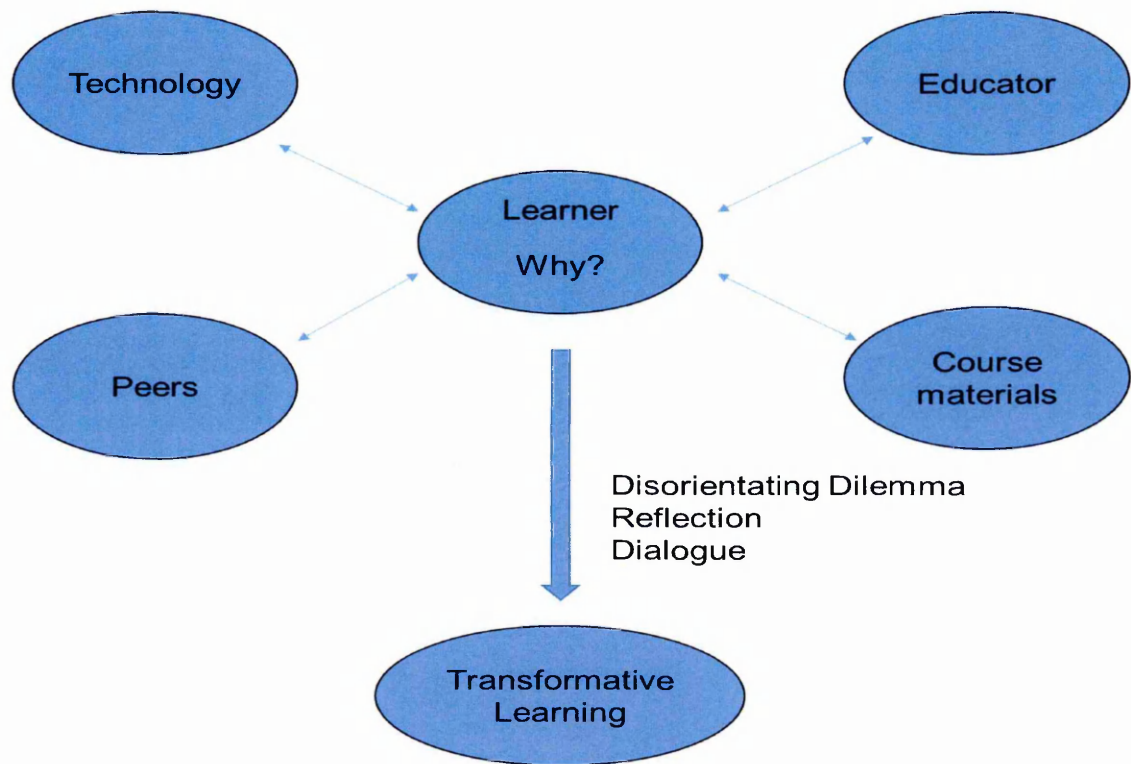 Technology
Educator
Learner
Why?
Peers
Course
materials
Disorientating Dilemma
Reflection
Dialogue
Transformative
Learning